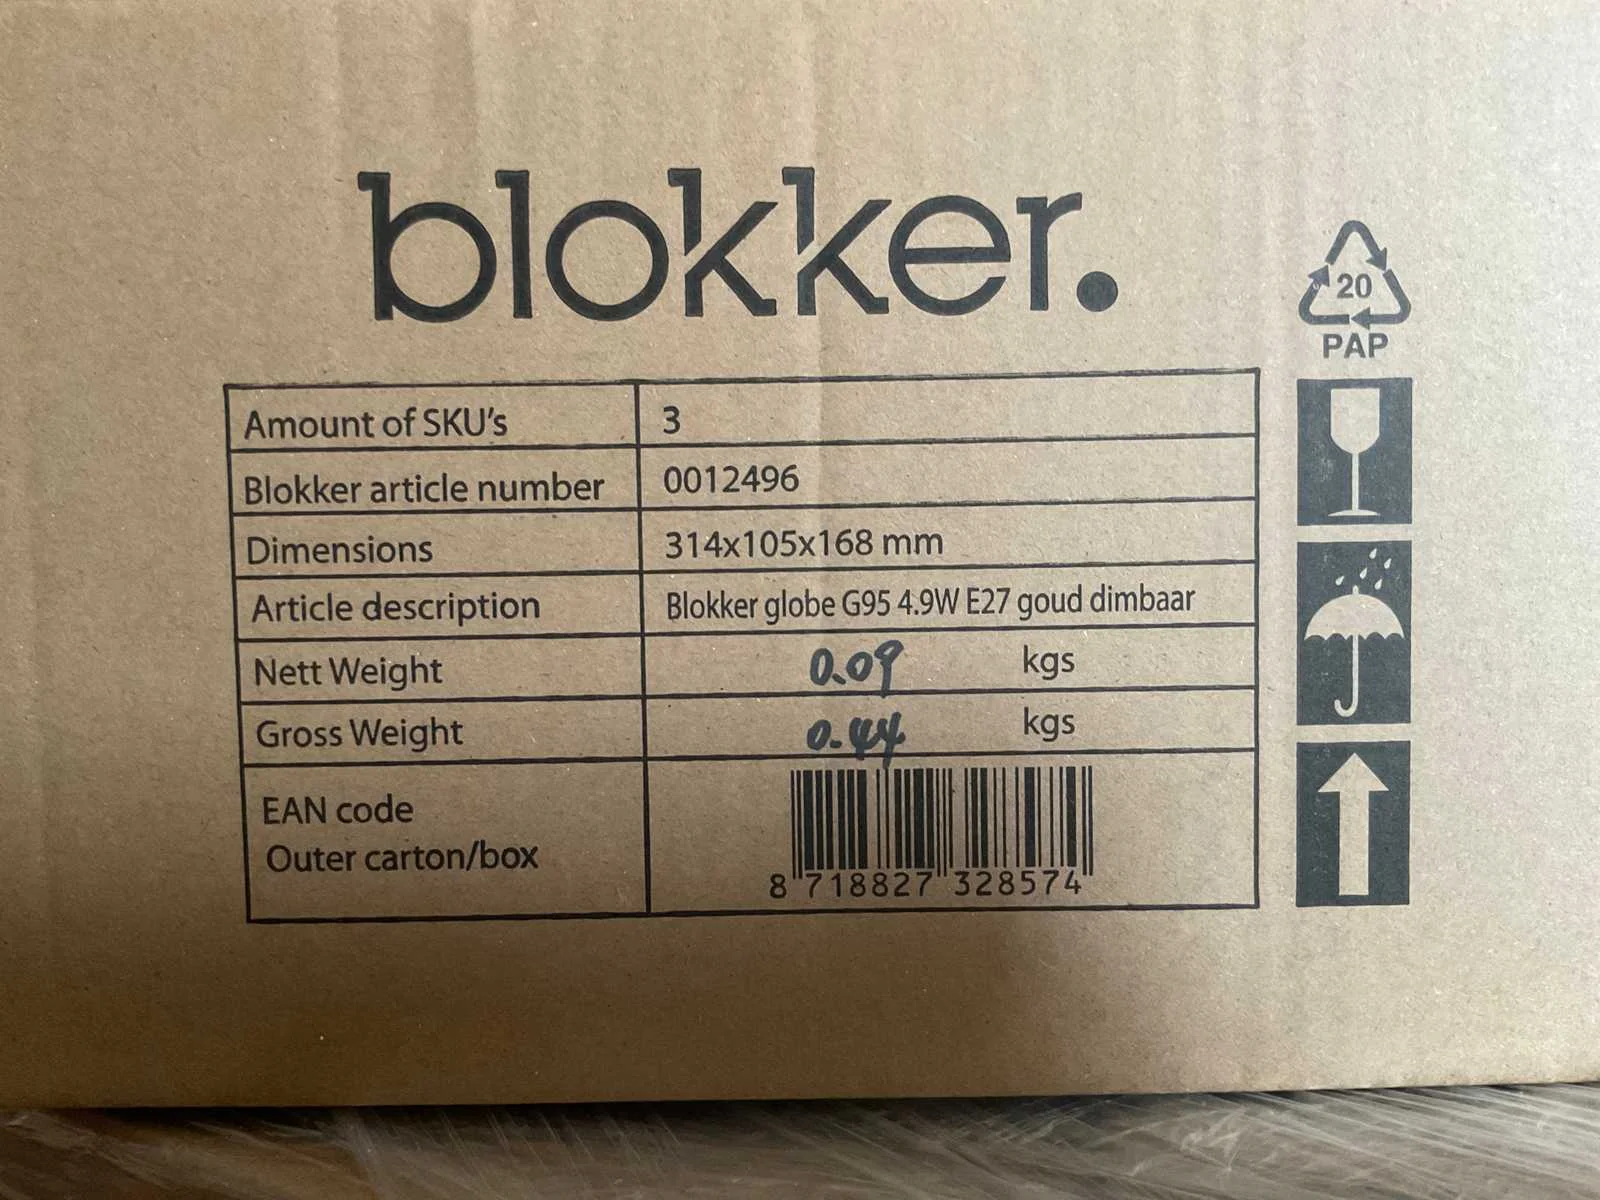 blokker.
20
PAP
Amount of SKU's 3
Blokker article number 0012496
Dimensions 314x105x168 mm
Article description Blokker globe G95 4.9W E27 goud dimbaar
Nett Weight 0.09 kgs
Gross Weight 0.44 kgs
EAN code
Outer carton/box
8 718827 328574